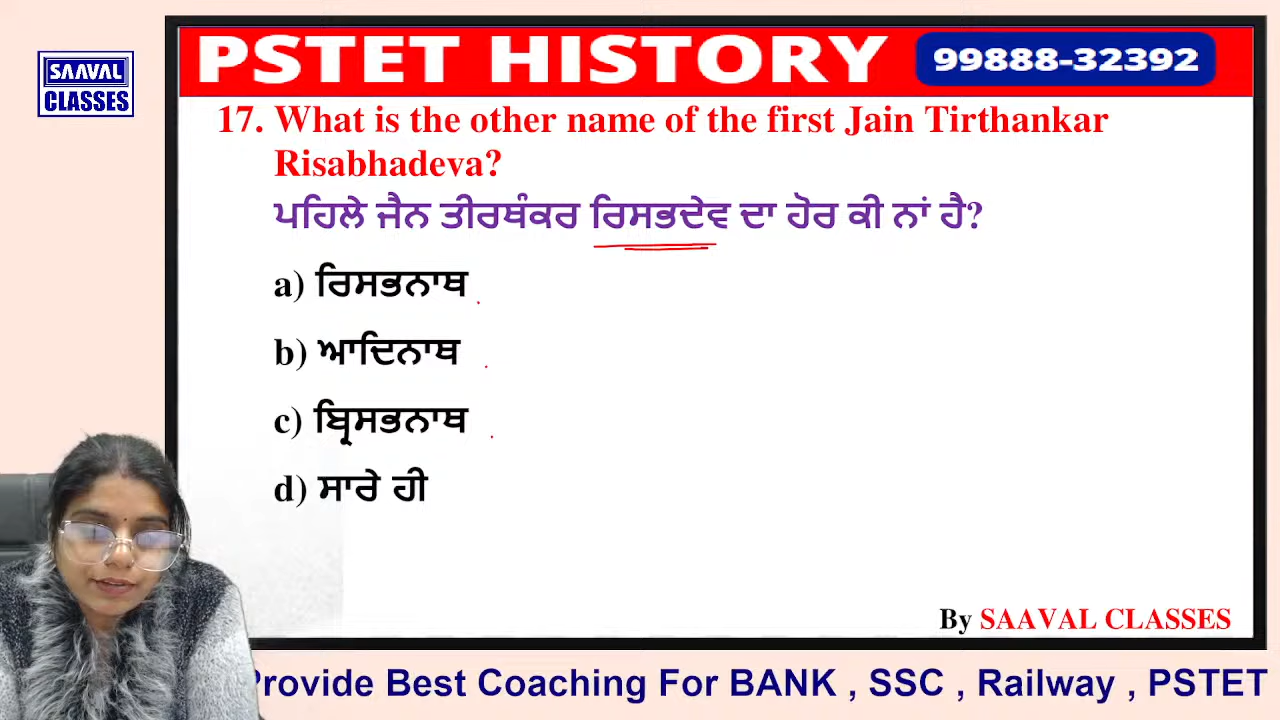 SAAVAL
CLASSES
PSTET HISTORY
99888-32392
17. What is the other name of the first Jain Tirthankar
Risabhadeva?
ਪਹਿਲੇ ਜੈਨ ਤੀਰਥੰਕਰ ਰਿਸਭਦੇਵ ਦਾ ਹੋਰ ਕੀ ਨਾਂ ਹੈ?
a) ਰਿਸਭਨਾਥ
b) ਆਦਿਨਾਥ
c) ਬ੍ਰਿਸਭਨਾਥ
d) ਸਾਰੇ ਹੀ
By SAAVAL CLASSES
Provide Best Coaching For BANK , SSC , Railway , PSTET